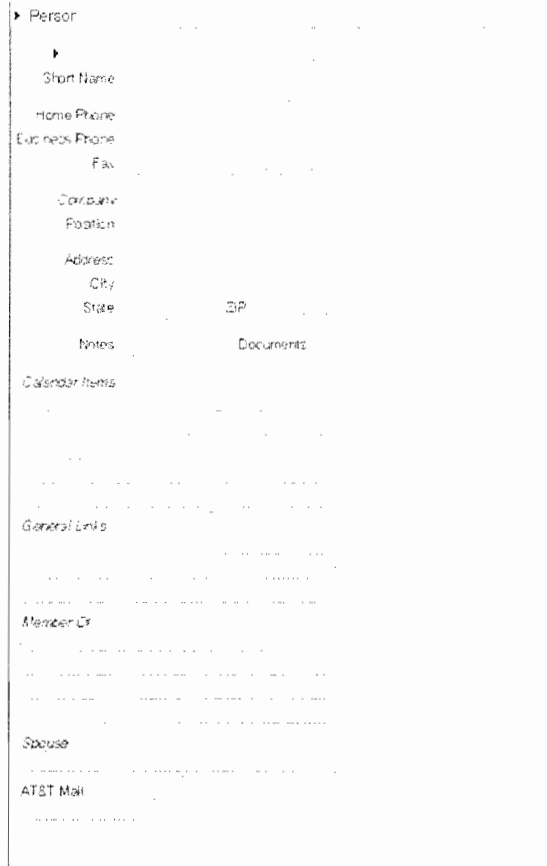 Person
Short Name
Home Phone
Business Phone
Fax
Company
Position
Address
City
State ZIP
Notes Documents
Calendar Items
General Links
Member Of
Spouse
AT&T Mail